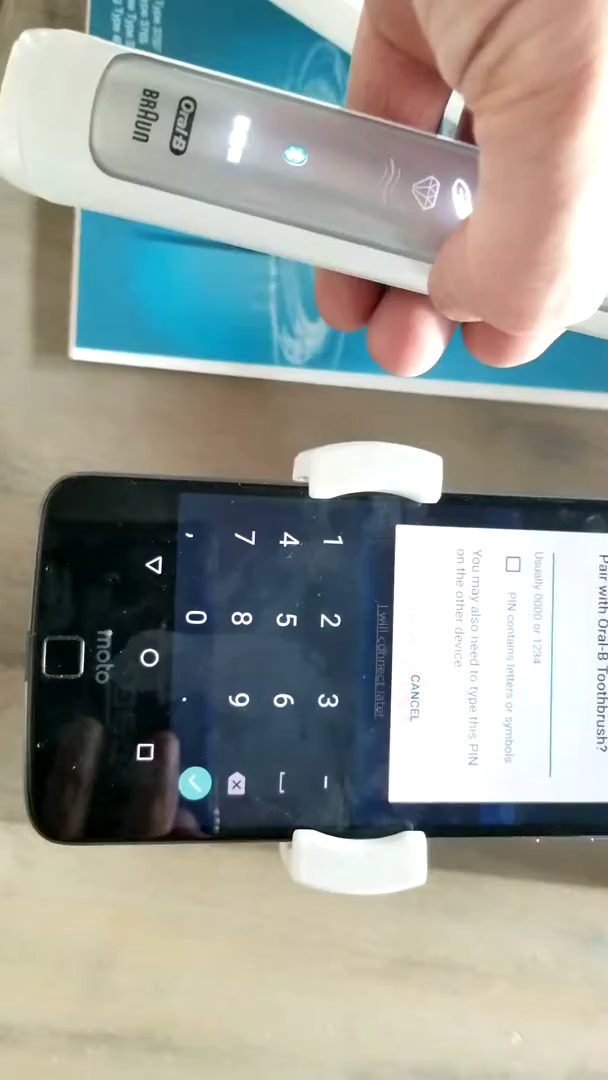 Oral-B
BRAUN
Pair with Oral-B Toothbrush?
Usually 0000 or 1234
PIN contains letters or symbols
You may also need to type this PIN
on the other device
CANCEL
I will connect later
1 2 3 -
4 5 6
7 8 9
, 0 .
moto